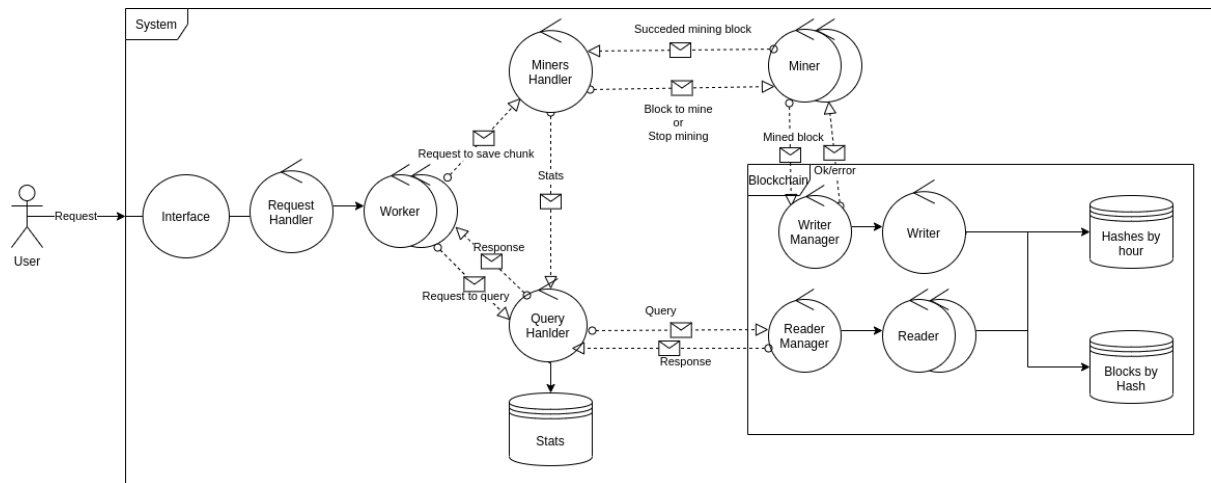 System
Succeded mining block
Miners
Handler
Miner
Block to mine
or
Stop mining
Mined block
Request to save chunk
Ok/error
Blockchain
Stats
Request
Interface
Request
Handler
Worker
Response
Writer
Manager
Writer
Hashes by
hour
User
Request to query
Query
Hanlder
Query
Response
Reader
Manager
Reader
Blocks by
Hash
Stats